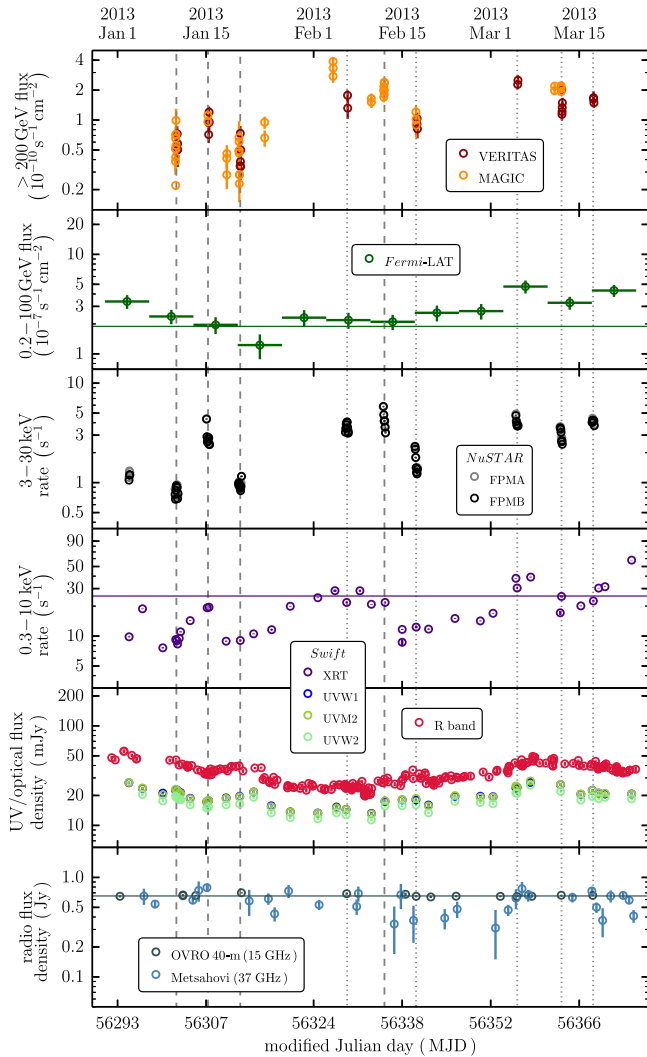 2013 2013 2013 2013 2013 2013
Jan 1 Jan 15 Feb 1 Feb 15 Mar 1 Mar 15
> 200 GeV flux
(10⁻¹⁰ s⁻¹ cm⁻²)
4
2
1
0.5
0.2
VERITAS
MAGIC
0.2−100 GeV flux
(10⁻⁷ s⁻¹ cm⁻²)
20
10
5
3
1
Fermi-LAT
3−30 keV
rate (s⁻¹)
10
5
3
1
0.5
NuSTAR
FPMA
FPMB
0.3−10 keV
rate (s⁻¹)
90
50
30
10
5
Swift
XRT
UVW1
UVM2
UVW2
UV/optical flux
density (mJy)
200
100
50
20
10
R band
radio flux
density (Jy)
1.0
0.5
0.1
OVRO 40-m (15 GHz)
Metsahovi (37 GHz)
56293 56307 56324 56338 56352 56366
modified Julian day (MJD)